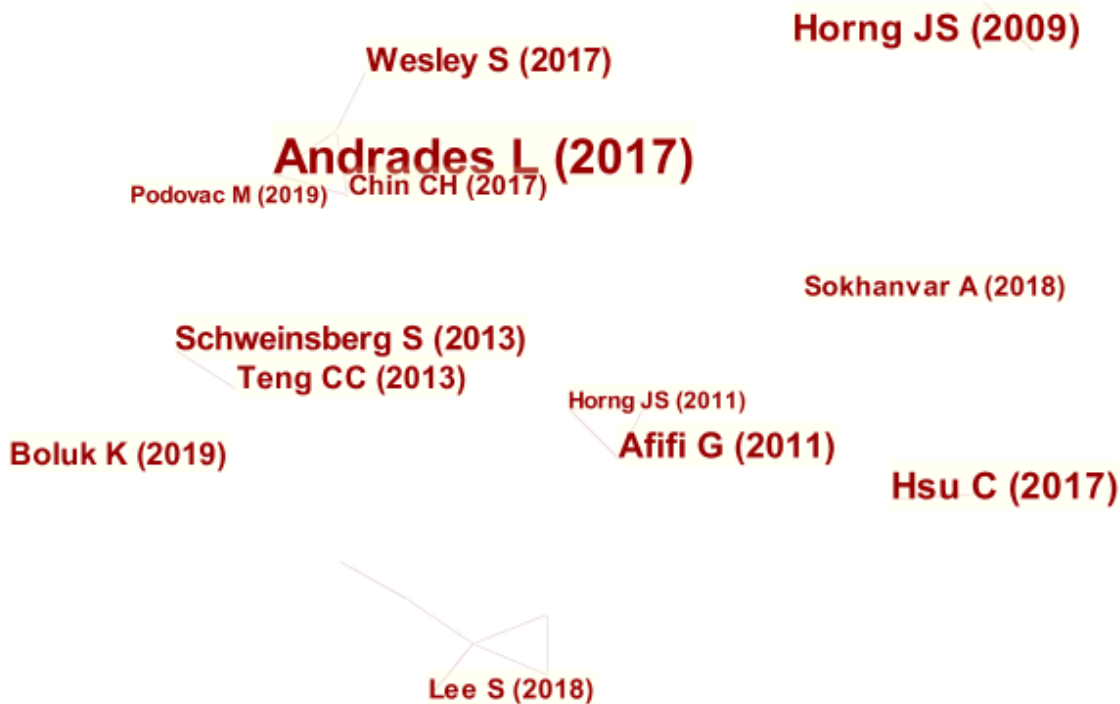 Horng JS (2009)
Wesley S (2017)
Andrades L (2017)
Chin CH (2017)
Podovac M (2019)
Sokhanvar A (2018)
Schweinsberg S (2013)
Teng CC (2013)
Horng JS (2011)
Afifi G (2011)
Boluk K (2019)
Hsu C (2017)
Lee S (2018)